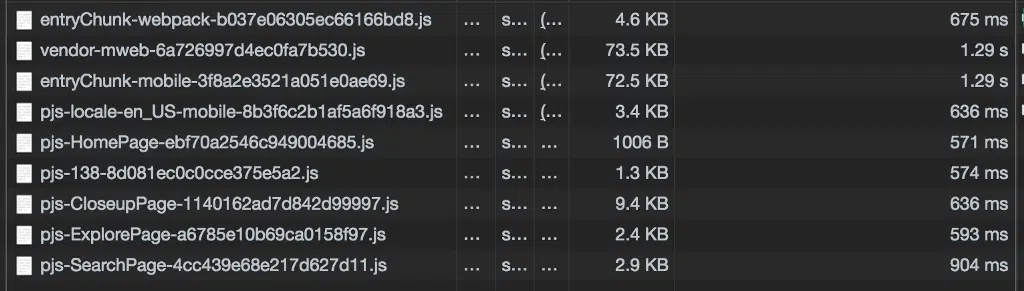 entryChunk-webpack-b037e06305ec66166bd8.js ... s... (... 4.6 KB 675 ms
vendor-mweb-6a726997d4ec0fa7b530.js ... s... (... 73.5 KB 1.29 s
entryChunk-mobile-3f8a2e3521a051e0ae69.js ... s... (... 72.5 KB 1.29 s
pjs-locale-en_US-mobile-8b3f6c2b1af5a6f918a3.js ... s... (... 3.4 KB 636 ms
pjs-HomePage-ebf70a2546c949004685.js ... s... ... 1006 B 571 ms
pjs-138-8d081ec0c0cce375e5a2.js ... s... ... 1.3 KB 574 ms
pjs-CloseupPage-1140162ad7d842d99997.js ... s... ... 9.4 KB 636 ms
pjs-ExplorePage-a6785e10b69ca0158f97.js ... s... ... 2.4 KB 593 ms
pjs-SearchPage-4cc439e68e217d627d11.js ... s... ... 2.9 KB 904 ms